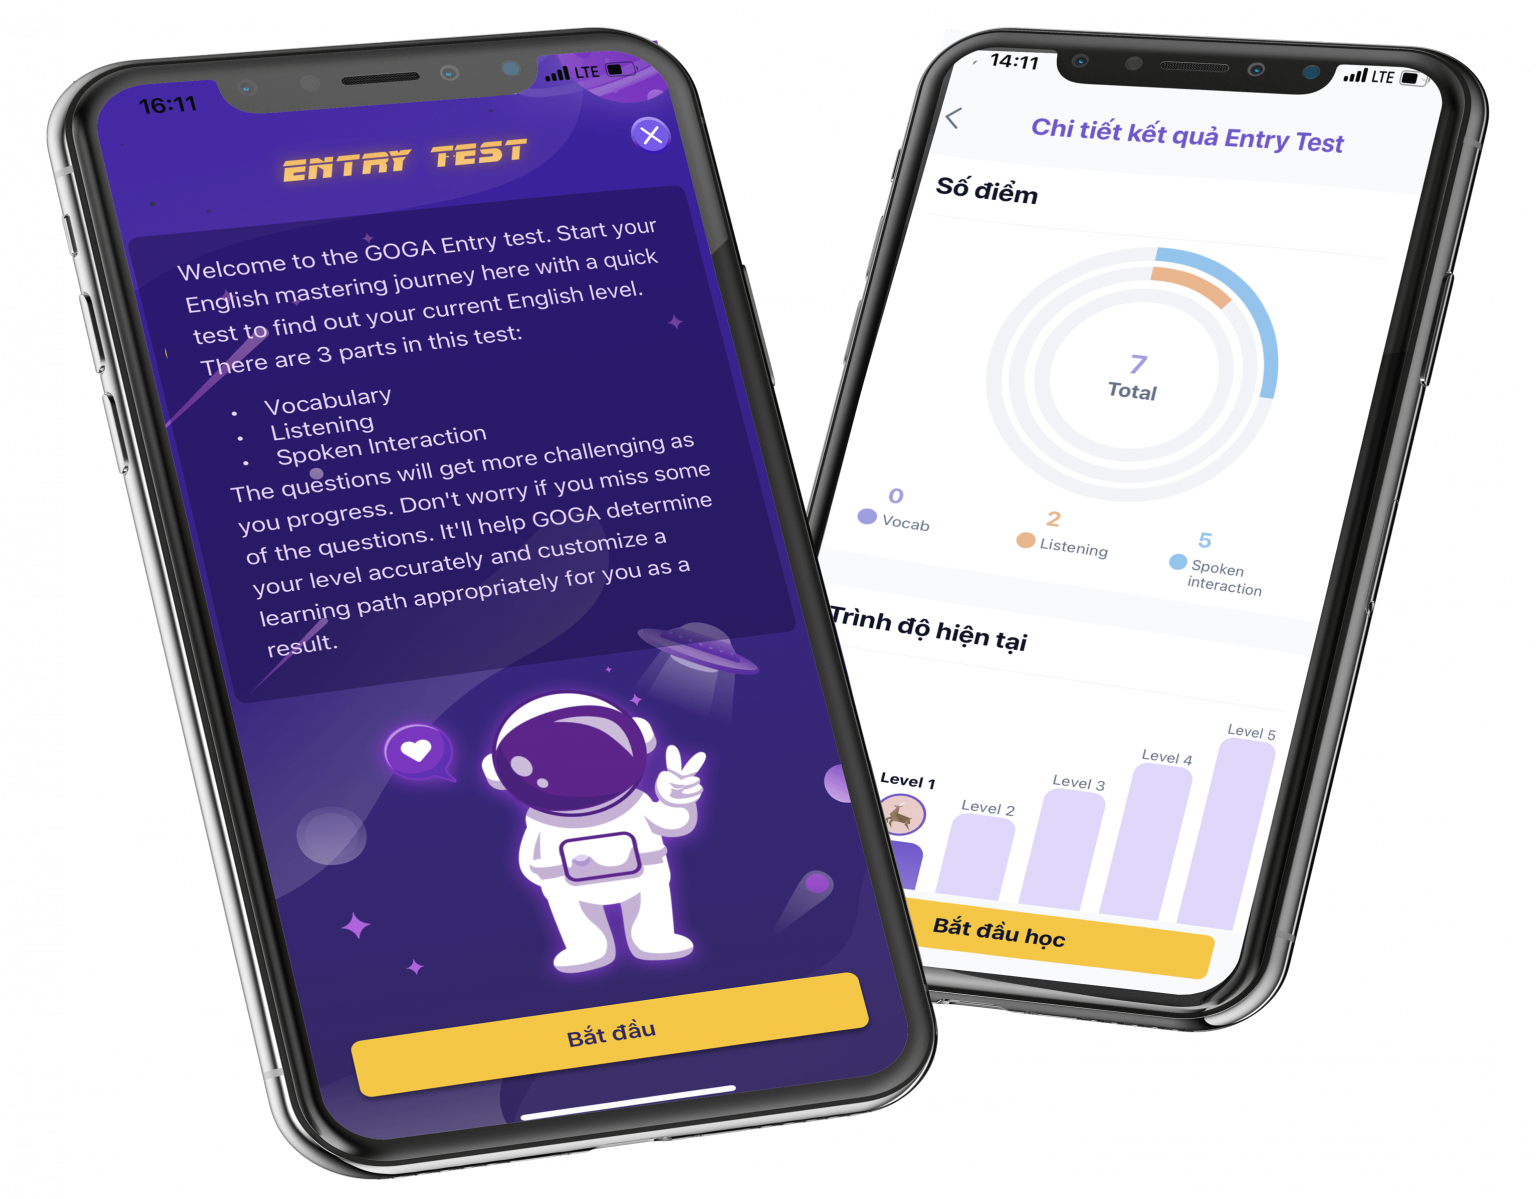 16:11
LTE
ENTRY TEST
Welcome to the GOGA Entry test. Start your
English mastering journey here with a quick
test to find out your current English level.
There are 3 parts in this test:
• Vocabulary
• Listening
• Spoken Interaction
The questions will get more challenging as
you progress. Don't worry if you miss some
of the questions. It'll help GOGA determine
your level accurately and customize a
learning path appropriately for you as a
result.
Bắt đầu
14:11
LTE
Chi tiết kết quả Entry Test
Số điểm
7
Total
0
Vocab
2
Listening
5
Spoken
interaction
Trình độ hiện tại
Level 1
Level 2
Level 3
Level 4
Level 5
Bắt đầu học